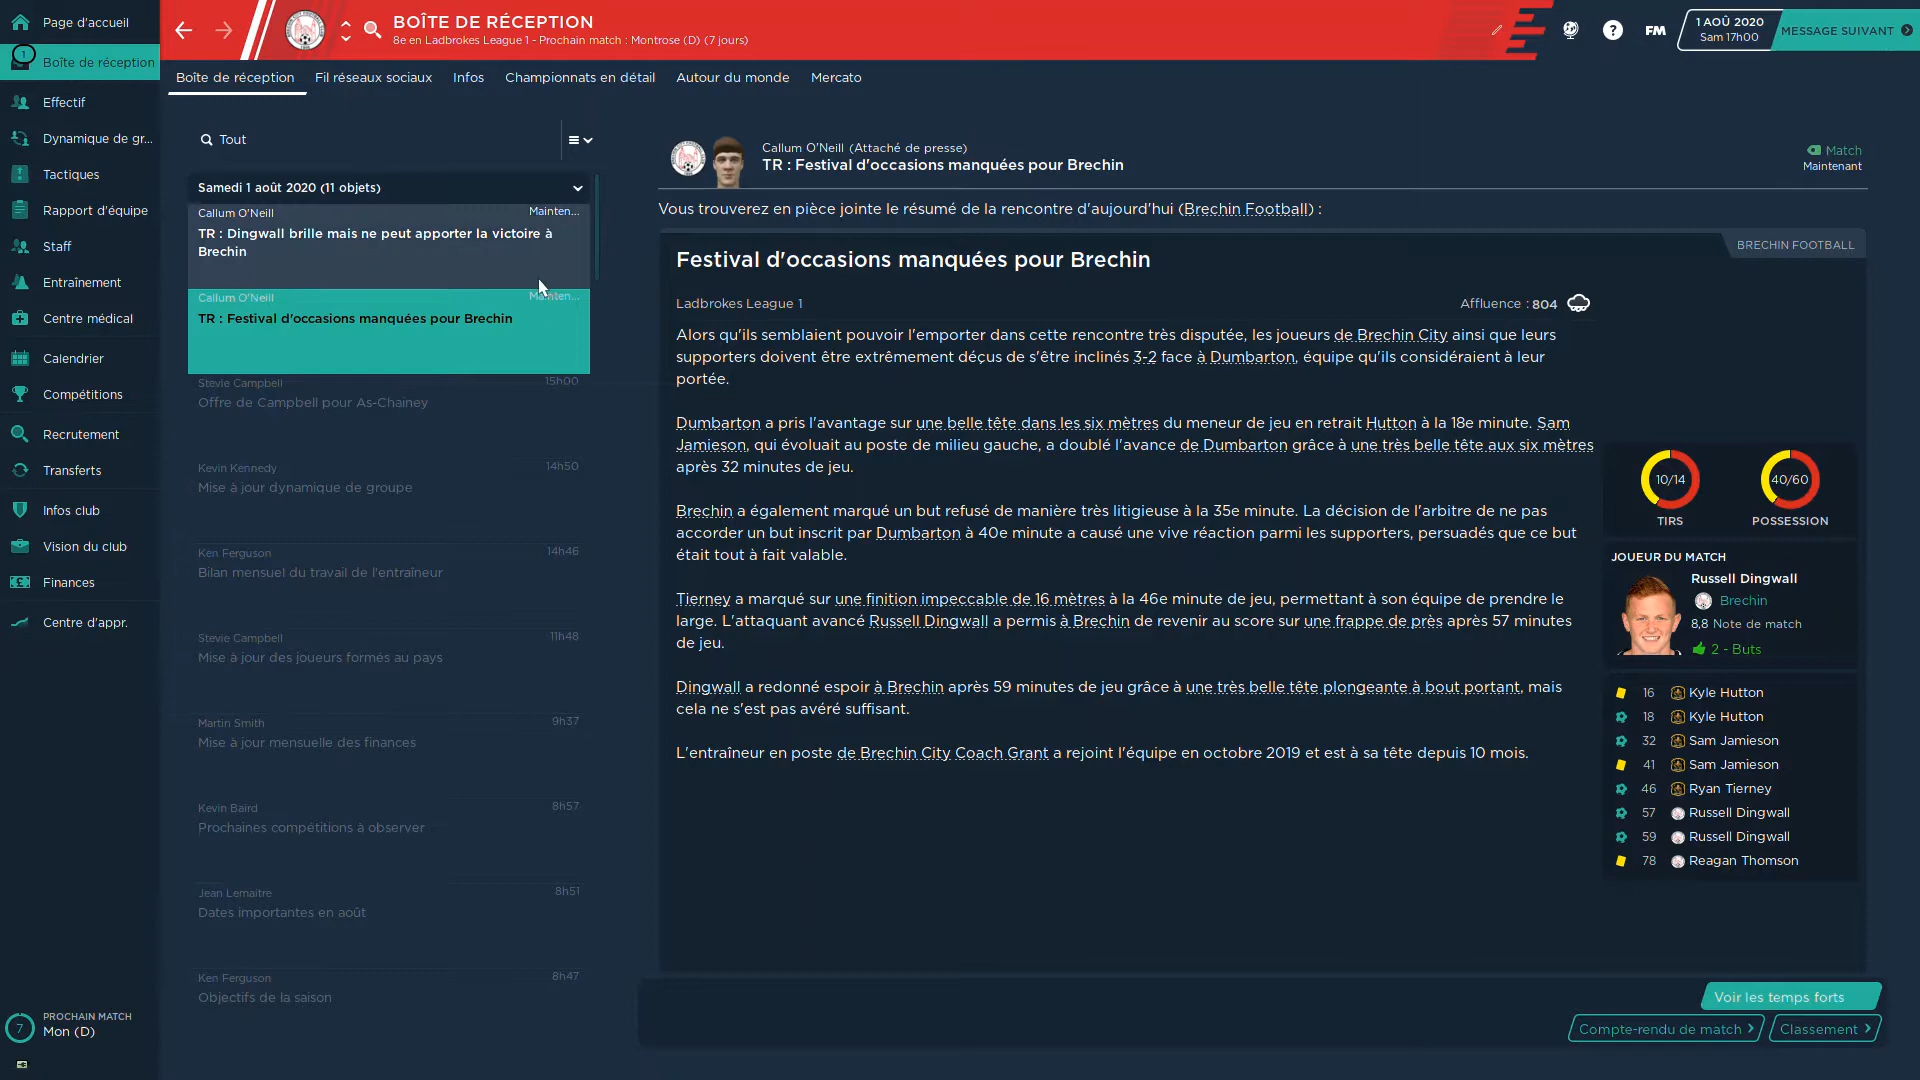 Page d'accueil
1
Boîte de réception
Effectif
Dynamique de gr...
Tactiques
Rapport d'équipe
Staff
Entraînement
Centre médical
Calendrier
Compétitions
Recrutement
Transferts
Infos club
Vision du club
Finances
Centre d'appr.
7
PROCHAIN MATCH
Mon (D)
BOÎTE DE RÉCEPTION
8e en Ladbrokes League 1 - Prochain match : Montrose (D) (7 jours)
?
FM
1 AOÛ 2020
Sam 17h00
MESSAGE SUIVANT
Boîte de réception Fil réseaux sociaux Infos Championnats en détail Autour du monde Mercato
Tout
Samedi 1 août 2020 (11 objets)
Callum O'Neill Mainten...
TR : Dingwall brille mais ne peut apporter la victoire à
Brechin
Callum O'Neill Mainten...
TR : Festival d'occasions manquées pour Brechin
Stevie Campbell 15h00
Offre de Campbell pour As-Chainey
Kevin Kennedy 14h50
Mise à jour dynamique de groupe
Ken Ferguson 14h46
Bilan mensuel du travail de l'entraîneur
Stevie Campbell 11h48
Mise à jour des joueurs formés au pays
Martin Smith 9h37
Mise à jour mensuelle des finances
Kevin Baird 8h57
Prochaines compétitions à observer
Jean Lemaitre 8h51
Dates importantes en août
Ken Ferguson 8h47
Objectifs de la saison
Callum O'Neill (Attaché de presse)
TR : Festival d'occasions manquées pour Brechin
Match
Maintenant
Vous trouverez en pièce jointe le résumé de la rencontre d'aujourd'hui (Brechin Football) :
BRECHIN FOOTBALL
Festival d'occasions manquées pour Brechin
Ladbrokes League 1 Affluence : 804
Alors qu'ils semblaient pouvoir l'emporter dans cette rencontre très disputée, les joueurs de Brechin City ainsi que leurs
supporters doivent être extrêmement déçus de s'être inclinés 3-2 face à Dumbarton, équipe qu'ils considéraient à leur
portée.
Dumbarton a pris l'avantage sur une belle tête dans les six mètres du meneur de jeu en retrait Hutton à la 18e minute. Sam
Jamieson, qui évoluait au poste de milieu gauche, a doublé l'avance de Dumbarton grâce à une très belle tête aux six mètres
après 32 minutes de jeu.
Brechin a également marqué un but refusé de manière très litigieuse à la 35e minute. La décision de l'arbitre de ne pas
accorder un but inscrit par Dumbarton à 40e minute a causé une vive réaction parmi les supporters, persuadés que ce but
était tout à fait valable.
Tierney a marqué sur une finition impeccable de 16 mètres à la 46e minute de jeu, permettant à son équipe de prendre le
large. L'attaquant avancé Russell Dingwall a permis à Brechin de revenir au score sur une frappe de près après 57 minutes
de jeu.
Dingwall a redonné espoir à Brechin après 59 minutes de jeu grâce à une très belle tête plongeante à bout portant, mais
cela ne s'est pas avéré suffisant.
L'entraîneur en poste de Brechin City Coach Grant a rejoint l'équipe en octobre 2019 et est à sa tête depuis 10 mois.
10/14 40/60
TIRS POSSESSION
JOUEUR DU MATCH
Russell Dingwall
Brechin
8,8 Note de match
2 - Buts
16 Kyle Hutton
18 Kyle Hutton
32 Sam Jamieson
41 Sam Jamieson
46 Ryan Tierney
57 Russell Dingwall
59 Russell Dingwall
78 Reagan Thomson
Voir les temps forts
Compte-rendu de match
Classement